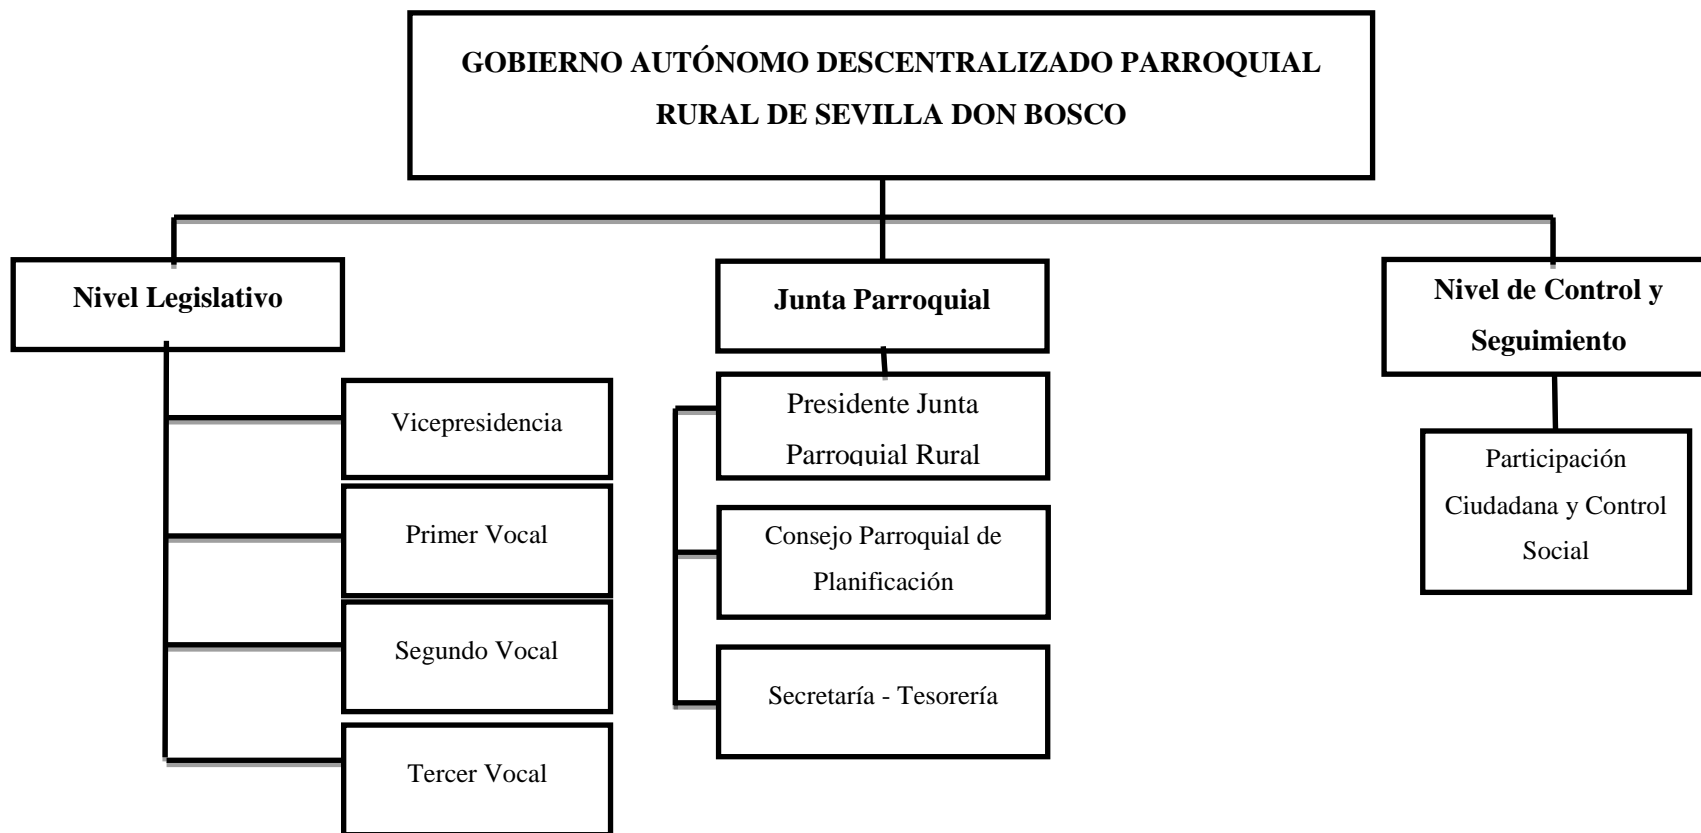 GOBIERNO AUTÓNOMO DESCENTRALIZADO PARROQUIAL
RURAL DE SEVILLA DON BOSCO
Nivel Legislativo
Vicepresidencia
Primer Vocal
Segundo Vocal
Tercer Vocal
Junta Parroquial
Presidente Junta
Parroquial Rural
Consejo Parroquial de
Planificación
Secretaría - Tesorería
Nivel de Control y
Seguimiento
Participación
Ciudadana y Control
Social